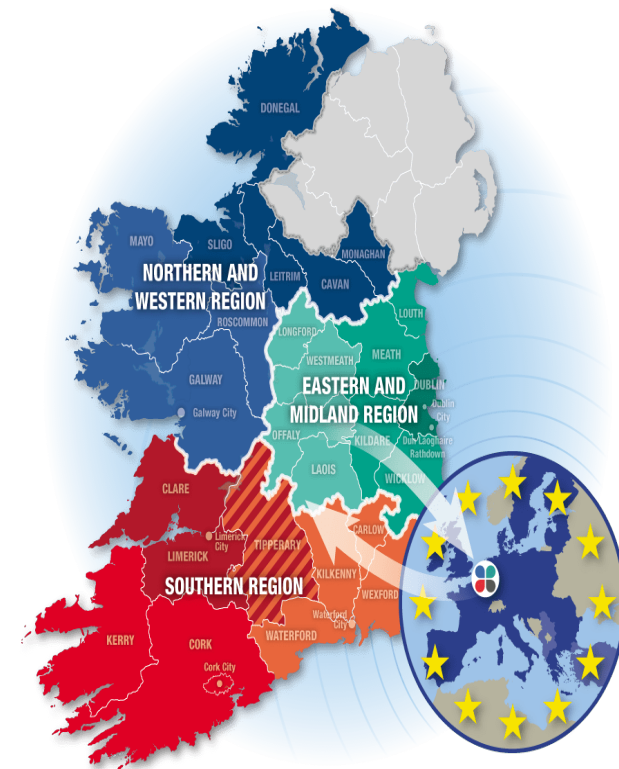 DONEGAL
MAYO
SLIGO
MONAGHAN
LEITRIM
CAVAN
NORTHERN AND
WESTERN REGION
ROSCOMMON
LOUTH
LONGFORD
MEATH
WESTMEATH
GALWAY
EASTERN AND
MIDLAND REGION
DUBLIN
Dublin
City
Galway City
OFFALY
KILDARE
Dun Laoghaire
Rathdown
LAOIS
WICKLOW
CLARE
CARLOW
Limerick
City
TIPPERARY
LIMERICK
KILKENNY
SOUTHERN REGION
WEXFORD
Waterford
City
WATERFORD
KERRY
CORK
Cork City